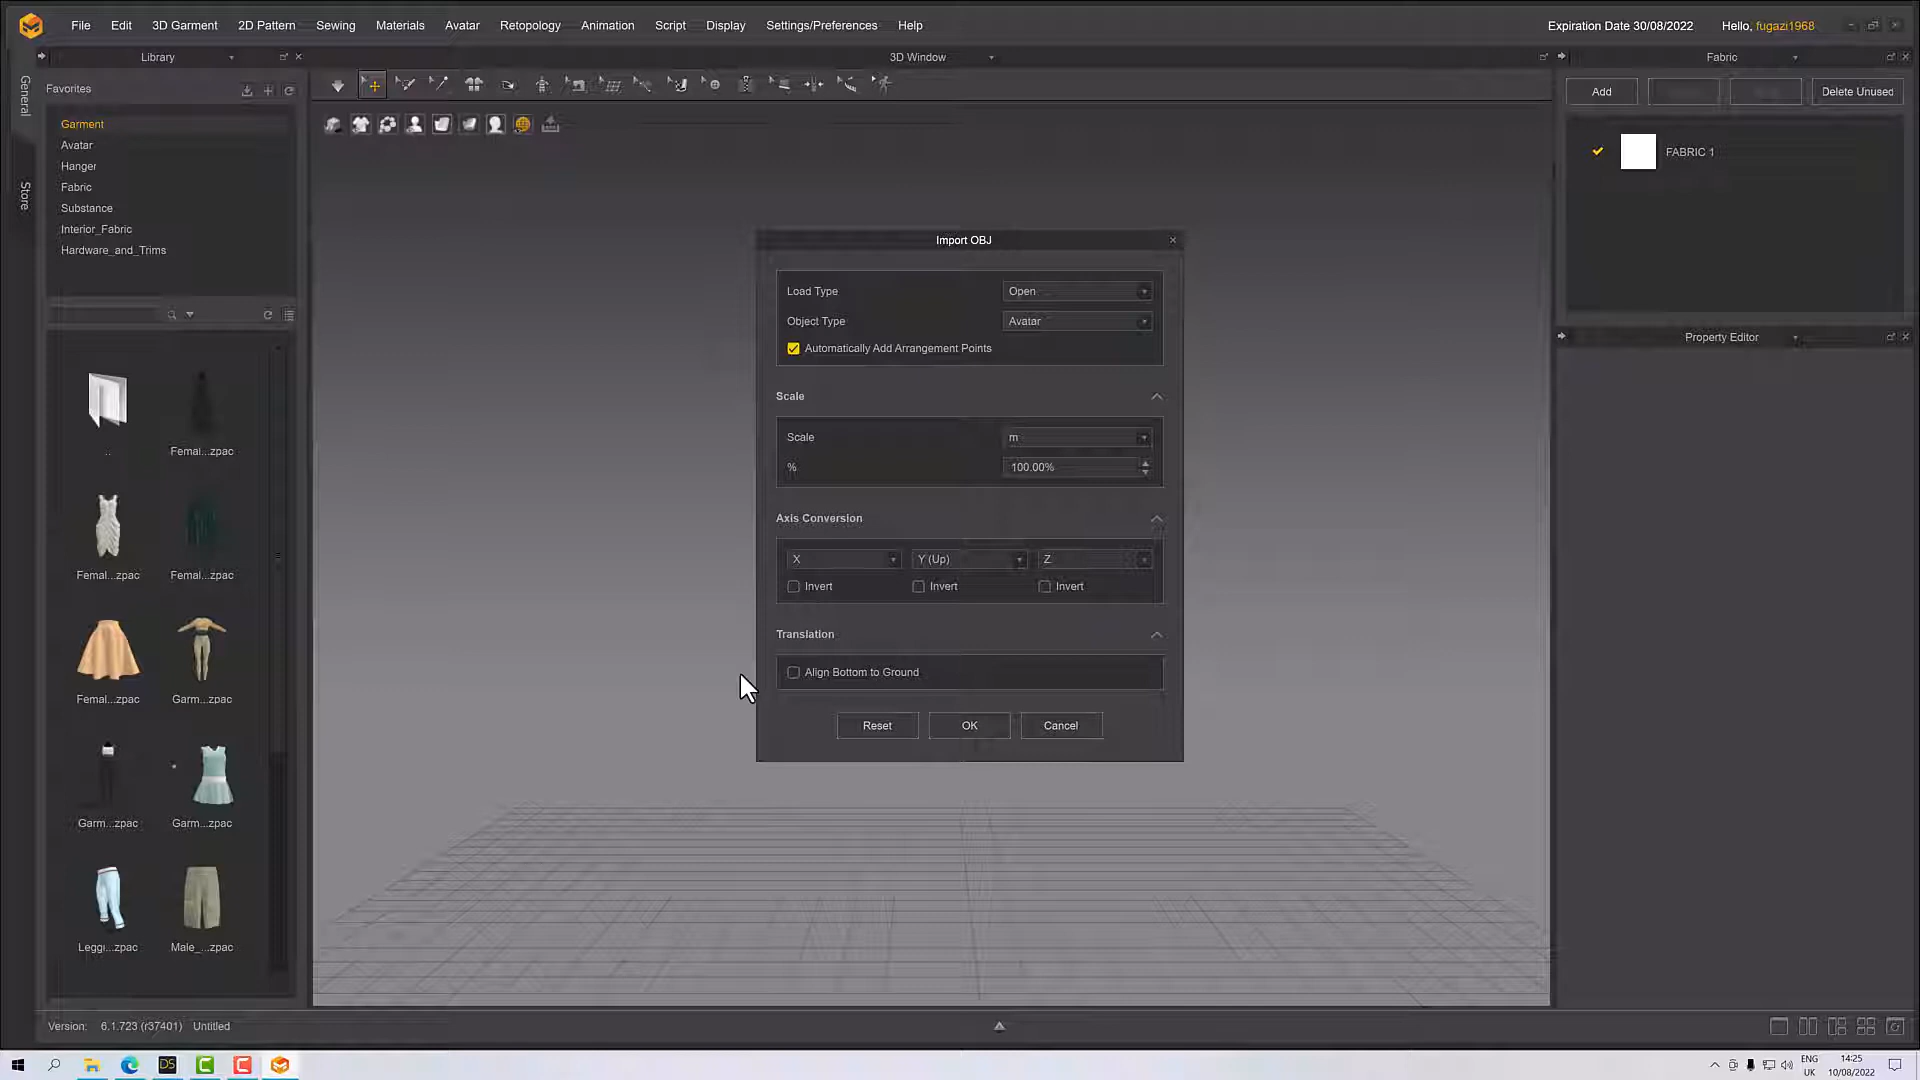 File Edit 3D Garment 2D Pattern Sewing Materials Avatar Retopology Animation Script Display Settings/Preferences Help Expiration Date 30/08/2022 Hello, fugazi1968
Library 3D Window Fabric
General
Store
Favorites
Garment
Avatar
Hanger
Fabric
Substance
Interior_Fabric
Hardware_and_Trims
.. Femal...zpac
Femal...zpac Femal...zpac
Femal...zpac Garm...zpac
Garm...zpac Garm...zpac
Leggi...zpac Male_...zpac
Import OBJ
Load Type Open
Object Type Avatar
Automatically Add Arrangement Points
Scale
Scale m
% 100.00%
Axis Conversion
X Y (Up) Z
Invert Invert Invert
Translation
Align Bottom to Ground
Reset OK Cancel
Add Delete Unused
FABRIC 1
Property Editor
Version: 6.1.723 (r37401) Untitled
DS
ENG 14:25
UK 10/08/2022